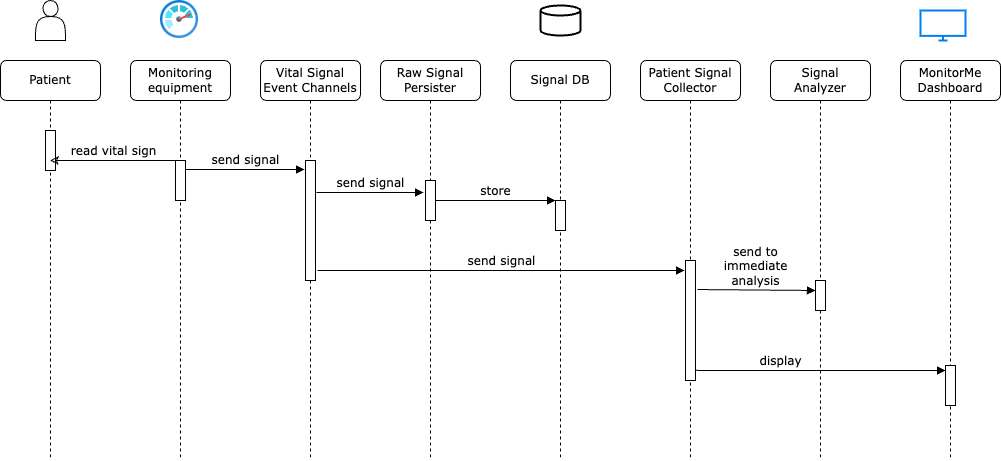 Patient
Monitoring
equipment
Vital Signal
Event Channels
Raw Signal
Persister
Signal DB
Patient Signal
Collector
Signal
Analyzer
MonitorMe
Dashboard
read vital sign
send signal
send signal
store
send signal
send to
immediate
analysis
display